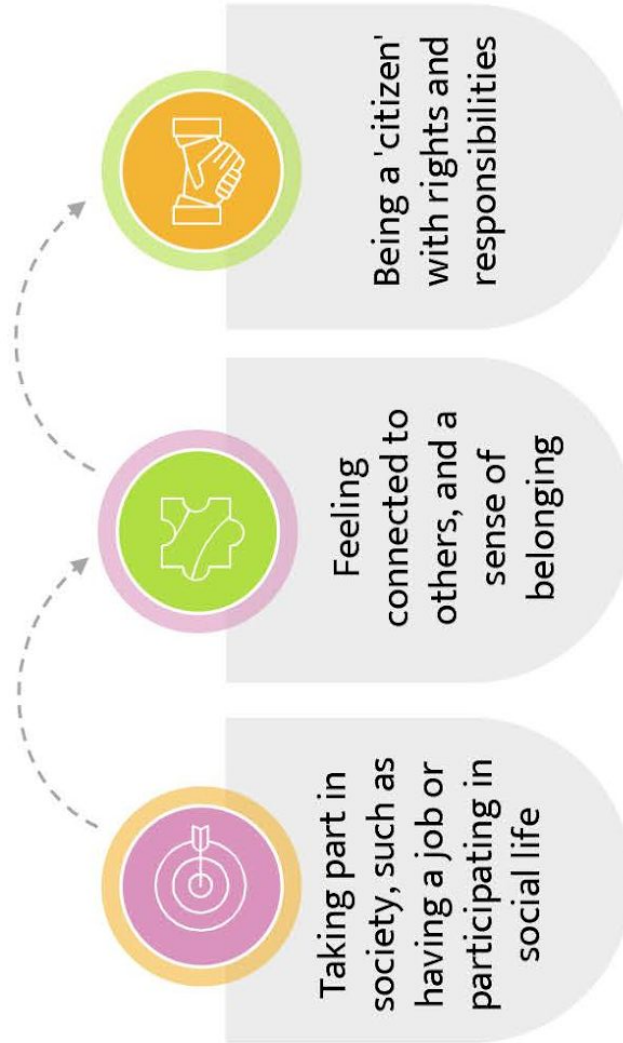 Taking part in
society, such as
having a job or
participating in
social life
Feeling
connected to
others, and a
sense of
belonging
Being a 'citizen'
with rights and
responsibilities